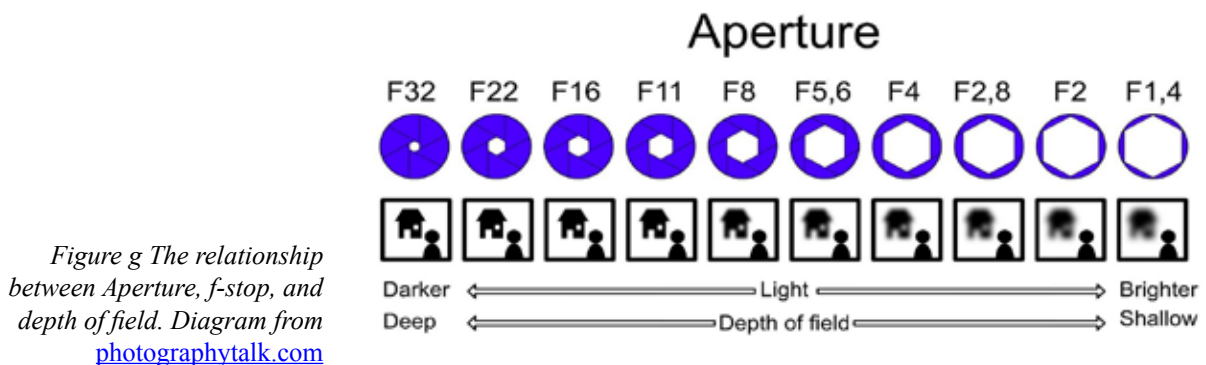 Aperture
F32 F22 F16 F11 F8 F5,6 F4 F2,8 F2 F1,4
Darker Light Brighter
Deep Depth of field Shallow
Figure g The relationship
between Aperture, f-stop, and
depth of field. Diagram from
photographytalk.com